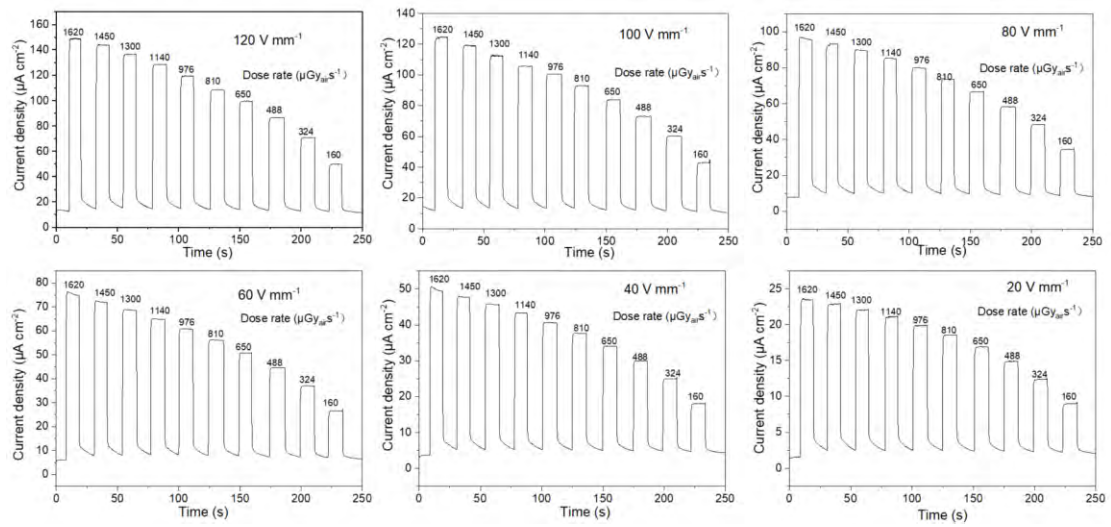 120 V mm⁻¹
Dose rate (µGyₐᵢᵣs⁻¹)
1620 1450 1300 1140 976 810 650 488 324 160
Current density (µA cm⁻²)
160
140
120
100
80
60
40
20
0
0 50 100 150 200 250
Time (s)
100 V mm⁻¹
Dose rate (µGyₐᵢᵣs⁻¹)
1620 1450 1300 1140 976 810 650 488 324 160
Current density (µA cm⁻²)
140
120
100
80
60
40
20
0
0 50 100 150 200 250
Time (s)
80 V mm⁻¹
Dose rate (µGyₐᵢᵣs⁻¹)
1620 1450 1300 1140 976 810 650 488 324 160
Current density (µA cm⁻²)
100
80
60
40
20
0
0 50 100 150 200 250
Time (s)
60 V mm⁻¹
Dose rate (µGyₐᵢᵣs⁻¹)
1620 1450 1300 1140 976 810 650 488 324 160
Current density (µA cm⁻²)
80
70
60
50
40
30
20
10
0
0 50 100 150 200 250
Time (s)
40 V mm⁻¹
Dose rate (µGyₐᵢᵣs⁻¹)
1620 1450 1300 1140 976 810 650 488 324 160
Current density (µA cm⁻²)
50
40
30
20
10
0
0 50 100 150 200 250
Time (s)
20 V mm⁻¹
Dose rate (µGyₐᵢᵣs⁻¹)
1620 1450 1300 1140 976 810 650 488 324 160
Current density (µA cm⁻²)
25
20
15
10
5
0
0 50 100 150 200 250
Time (s)